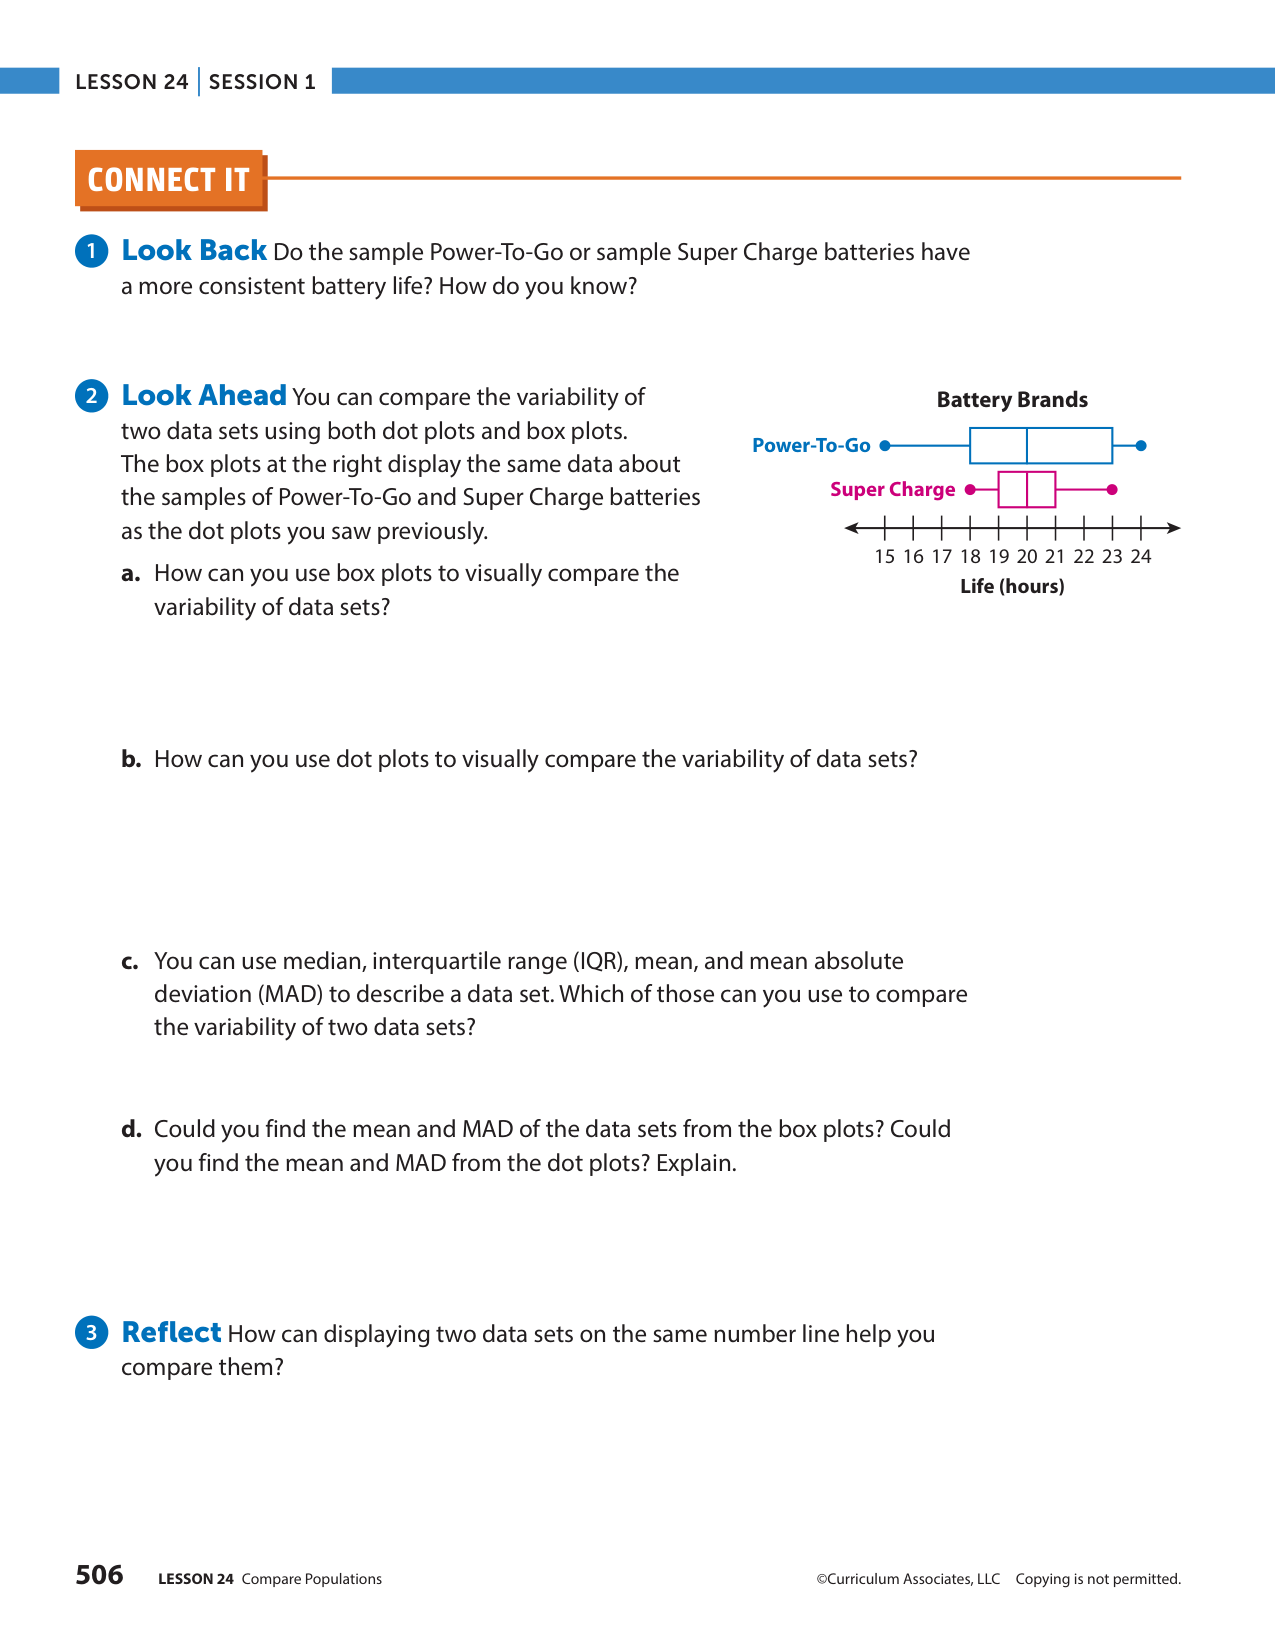 LESSON 24 | SESSION 1
CONNECT IT
1 Look Back Do the sample Power-To-Go or sample Super Charge batteries have
a more consistent battery life? How do you know?
2 Look Ahead You can compare the variability of
two data sets using both dot plots and box plots.
The box plots at the right display the same data about
the samples of Power-To-Go and Super Charge batteries
as the dot plots you saw previously.
Battery Brands
Power-To-Go
Super Charge
15 16 17 18 19 20 21 22 23 24
Life (hours)
a. How can you use box plots to visually compare the
variability of data sets?
b. How can you use dot plots to visually compare the variability of data sets?
c. You can use median, interquartile range (IQR), mean, and mean absolute
deviation (MAD) to describe a data set. Which of those can you use to compare
the variability of two data sets?
d. Could you find the mean and MAD of the data sets from the box plots? Could
you find the mean and MAD from the dot plots? Explain.
3 Reflect How can displaying two data sets on the same number line help you
compare them?
506 LESSON 24 Compare Populations
©Curriculum Associates, LLC Copying is not permitted.